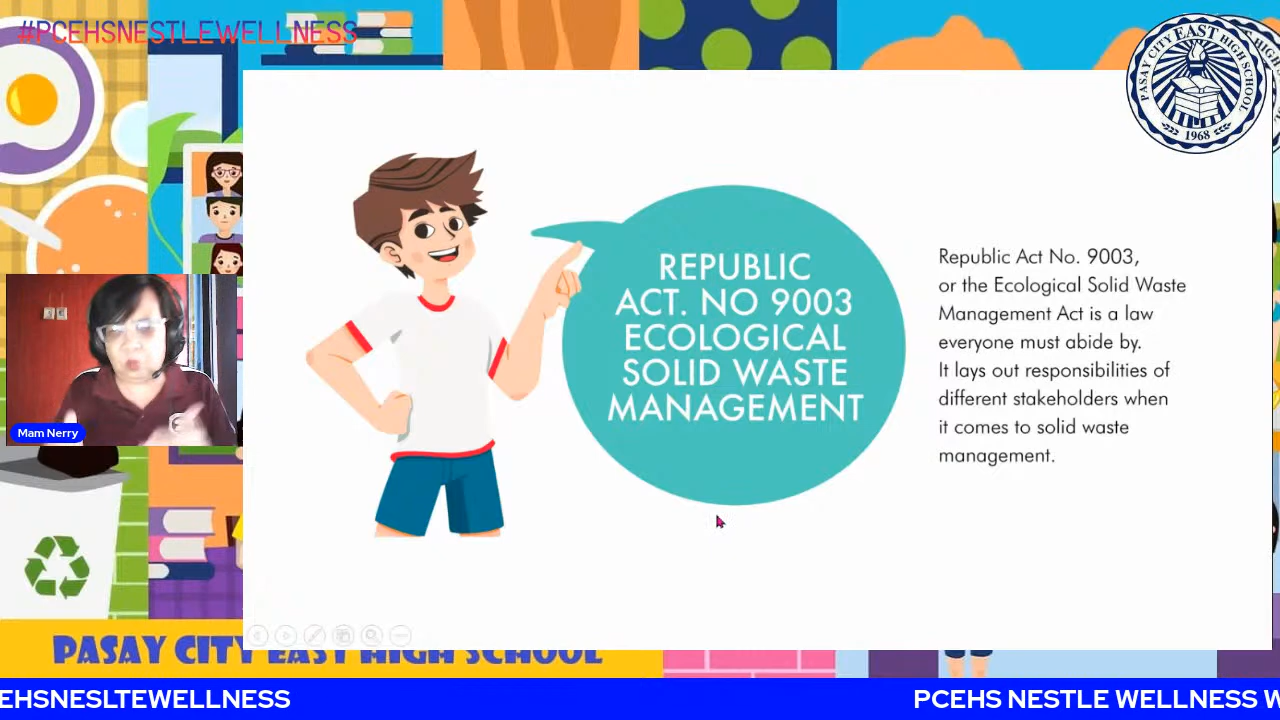 #PCEHSNESTLEWELLNESS
PASAY CITY EAST HIGH SCHOOL
1968
REPUBLIC
ACT. NO 9003
ECOLOGICAL
SOLID WASTE
MANAGEMENT
Republic Act No. 9003,
or the Ecological Solid Waste
Management Act is a law
everyone must abide by.
It lays out responsibilities of
different stakeholders when
it comes to solid waste
management.
Mam Nerry
PASAY CITY EAST HIGH SCHOOL
EHSNESLTEWELLNESS
PCEHS NESTLE WELLNESS W